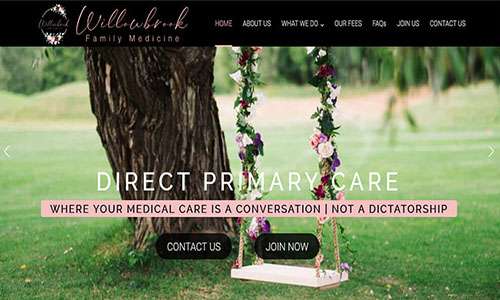 Willowbrook
Family Medicine
HOME ABOUT US WHAT WE DO OUR FEES FAQs JOIN US CONTACT US
DIRECT PRIMARY CARE
WHERE YOUR MEDICAL CARE IS A CONVERSATION | NOT A DICTATORSHIP
CONTACT US JOIN NOW